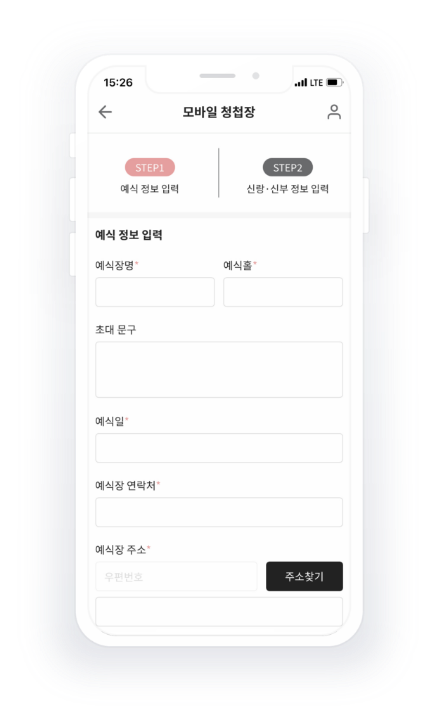 15:26 LTE
모바일 청첩장
STEP1 STEP2
예식 정보 입력 신랑·신부 정보 입력
예식 정보 입력
예식장명* 예식홀*
초대 문구
예식일*
예식장 연락처*
예식장 주소*
우편번호 주소찾기